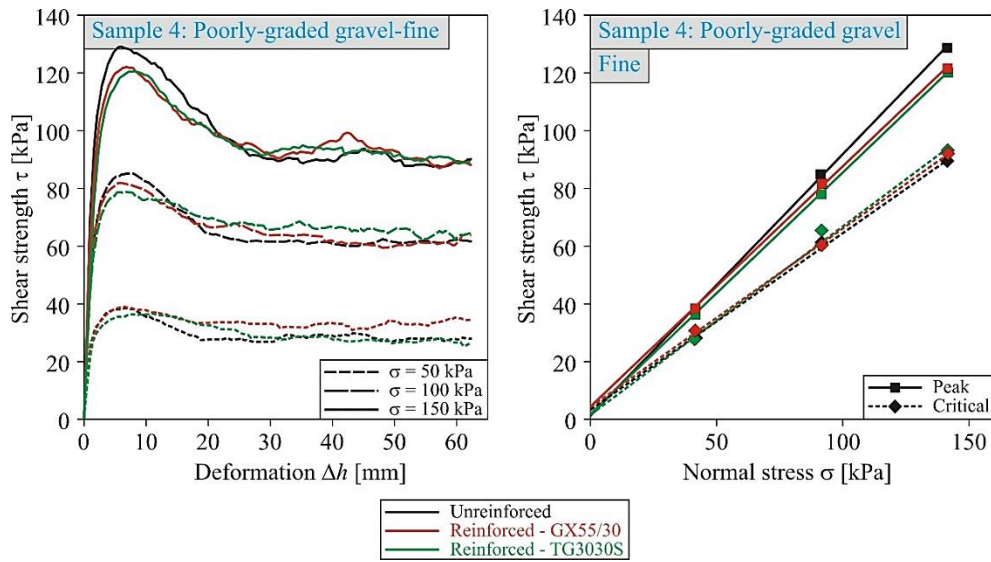 Sample 4: Poorly-graded gravel-fine
Shear strength τ [kPa]
140
120
100
80
60
40
20
0
σ = 50 kPa
σ = 100 kPa
σ = 150 kPa
0
10
20
30
40
50
60
Deformation Δh [mm]
Sample 4: Poorly-graded gravel
Fine
Shear strength τ [kPa]
140
120
100
80
60
40
20
0
Peak
Critical
0
50
100
150
Normal stress σ [kPa]
Unreinforced
Reinforced - GX55/30
Reinforced - TG3030S